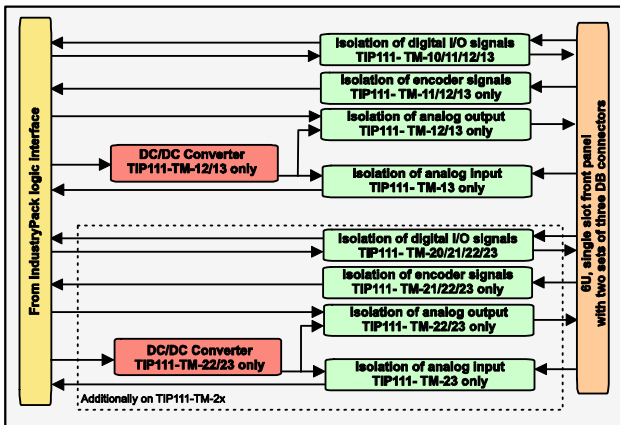 From IndustryPack logic interface
Isolation of digital I/O signals
TIP111- TM-10/11/12/13
Isolation of encoder signals
TIP111- TM-11/12/13 only
Isolation of analog output
TIP111- TM-12/13 only
DC/DC Converter
TIP111-TM-12/13 only
Isolation of analog input
TIP111- TM-13 only
Isolation of digital I/O signals
TIP111- TM-20/21/22/23
Isolation of encoder signals
TIP111- TM-21/22/23 only
Isolation of analog output
TIP111- TM-22/23 only
DC/DC Converter
TIP111-TM-22/23 only
Isolation of analog input
TIP111- TM-23 only
Additionally on TIP111-TM-2x
6U, single slot front panel
with two sets of three DB connectors